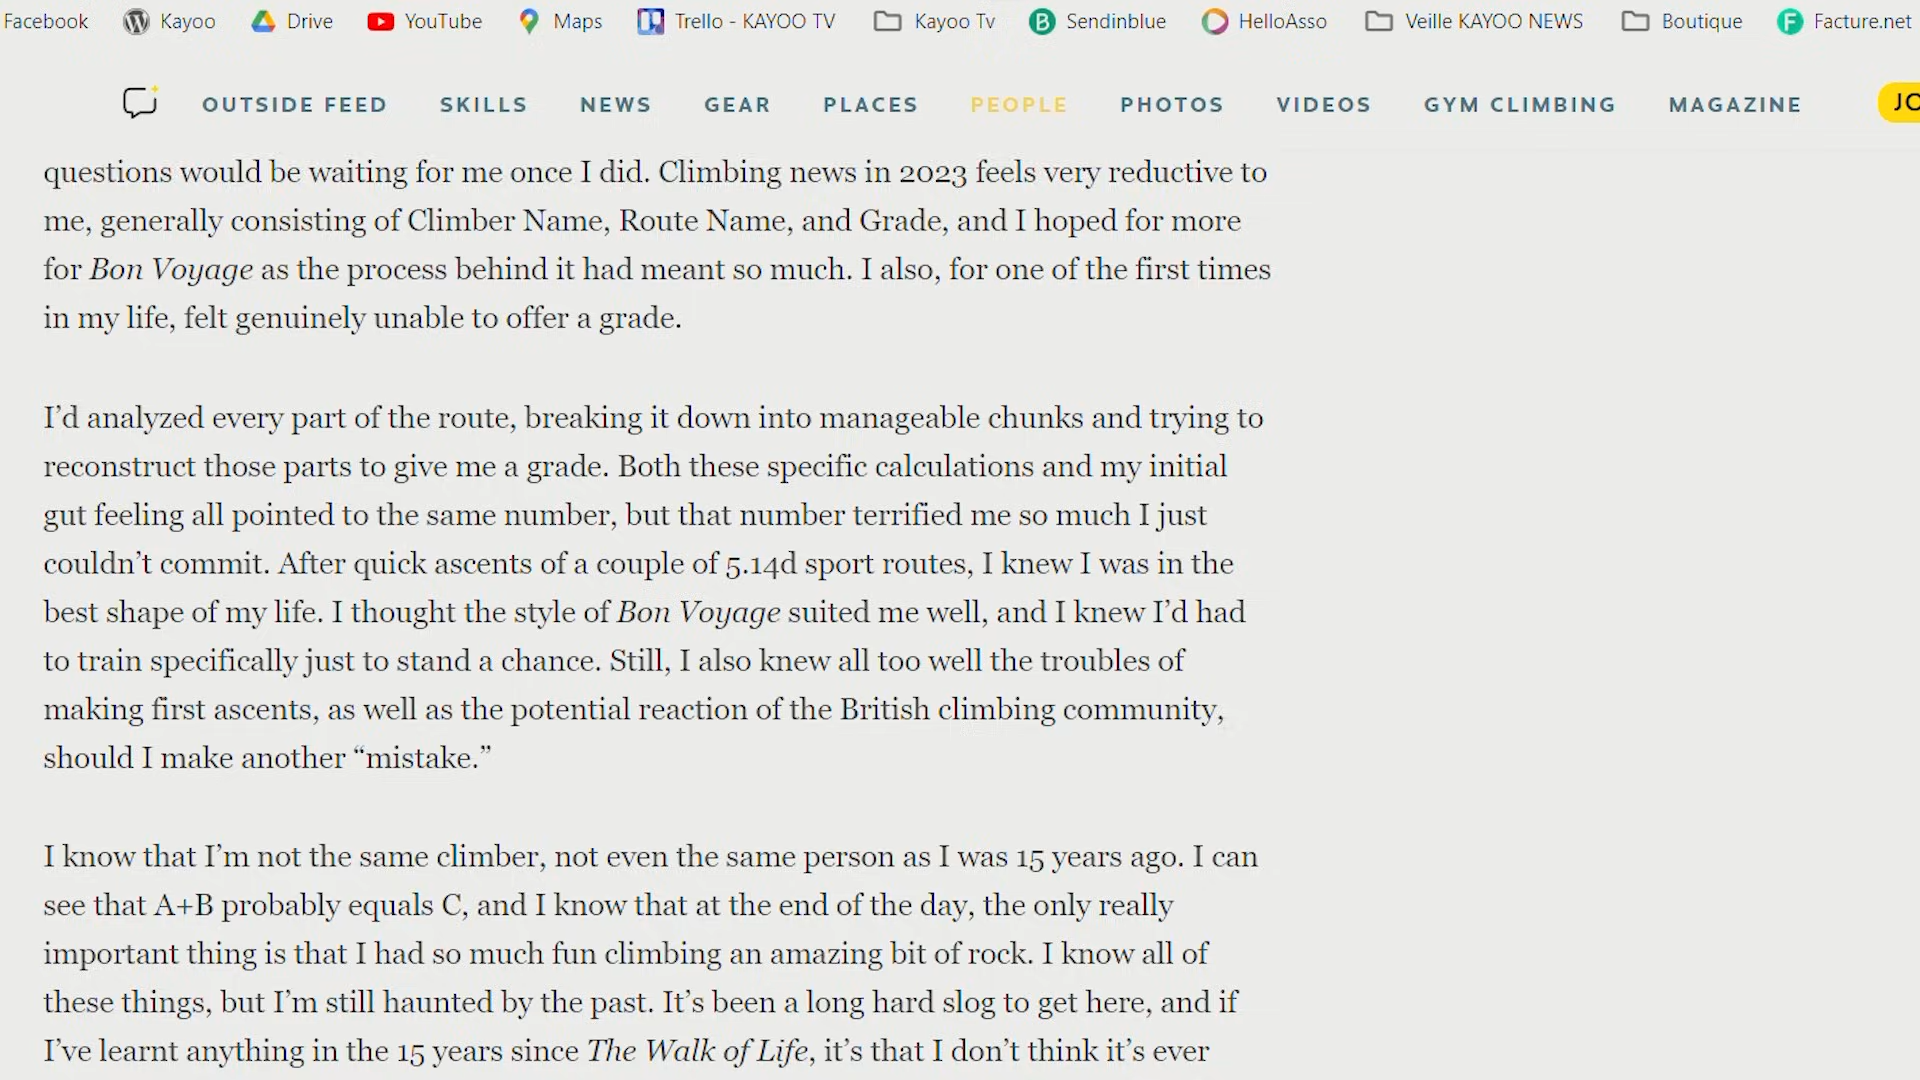 Facebook Kayoo Drive YouTube Maps Trello - KAYOO TV Kayoo Tv Sendinblue HelloAsso Veille KAYOO NEWS Boutique Facture.net
OUTSIDE FEED SKILLS NEWS GEAR PLACES PEOPLE PHOTOS VIDEOS GYM CLIMBING MAGAZINE JO
questions would be waiting for me once I did. Climbing news in 2023 feels very reductive to
me, generally consisting of Climber Name, Route Name, and Grade, and I hoped for more
for Bon Voyage as the process behind it had meant so much. I also, for one of the first times
in my life, felt genuinely unable to offer a grade.
I’d analyzed every part of the route, breaking it down into manageable chunks and trying to
reconstruct those parts to give me a grade. Both these specific calculations and my initial
gut feeling all pointed to the same number, but that number terrified me so much I just
couldn’t commit. After quick ascents of a couple of 5.14d sport routes, I knew I was in the
best shape of my life. I thought the style of Bon Voyage suited me well, and I knew I’d had
to train specifically just to stand a chance. Still, I also knew all too well the troubles of
making first ascents, as well as the potential reaction of the British climbing community,
should I make another “mistake.”
I know that I’m not the same climber, not even the same person as I was 15 years ago. I can
see that A+B probably equals C, and I know that at the end of the day, the only really
important thing is that I had so much fun climbing an amazing bit of rock. I know all of
these things, but I’m still haunted by the past. It’s been a long hard slog to get here, and if
I’ve learnt anything in the 15 years since The Walk of Life, it’s that I don’t think it’s ever